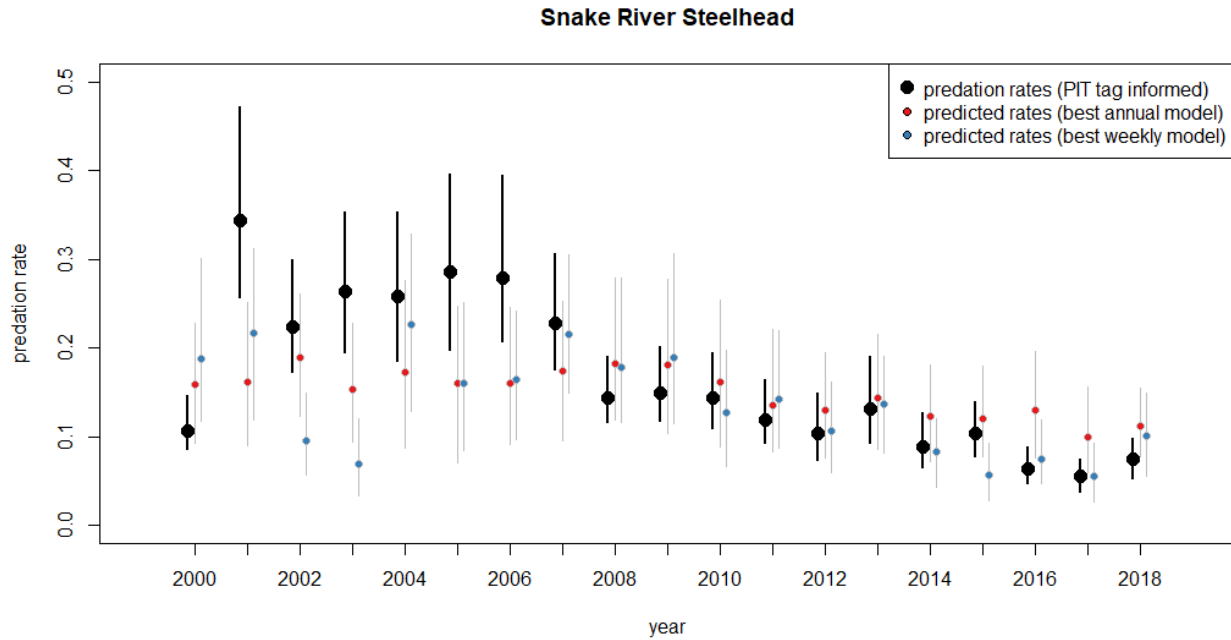 Snake River Steelhead
predation rates (PIT tag informed)
predicted rates (best annual model)
predicted rates (best weekly model)
predation rate
0.5
0.4
0.3
0.2
0.1
0.0
2000 2002 2004 2006 2008 2010 2012 2014 2016 2018
year